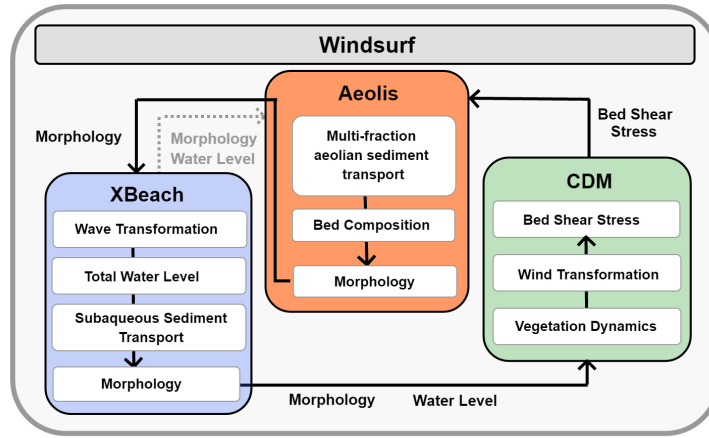 Windsurf
Aeolis
Multi-fraction
aeolian sediment
transport
Bed Composition
Morphology
Morphology
Morphology
Water Level
XBeach
Wave Transformation
Total Water Level
Subaqueous Sediment
Transport
Morphology
Morphology
Water Level
Bed Shear
Stress
CDM
Bed Shear Stress
Wind Transformation
Vegetation Dynamics